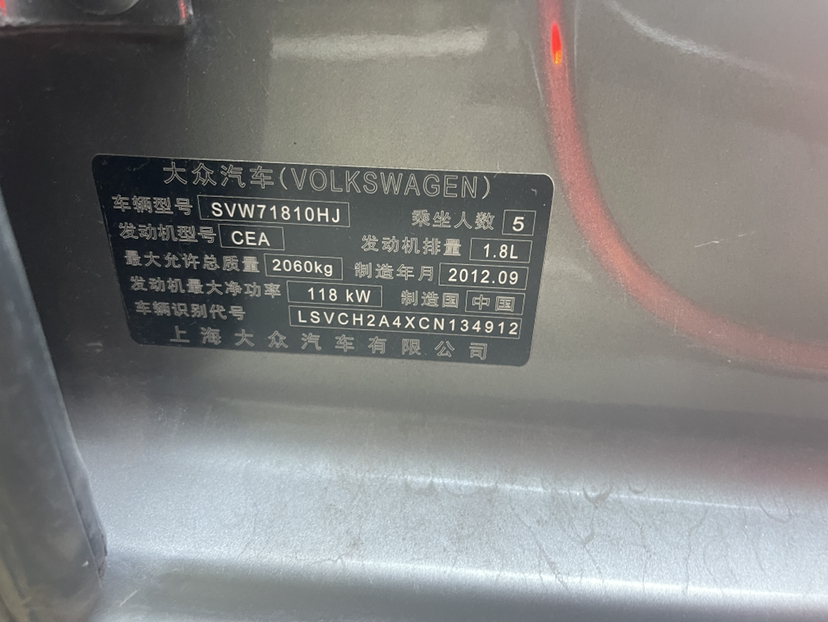 大众汽车(VOLKSWAGEN)
车辆型号 SVW71810HJ 乘坐人数 5
发动机型号 CEA 发动机排量 1.8L
最大允许总质量 2060kg 制造年月 2012.09
发动机最大净功率 118 kW 制造国 中国
车辆识别代号 LSVCH2A4XCN134912
上海大众汽车有限公司